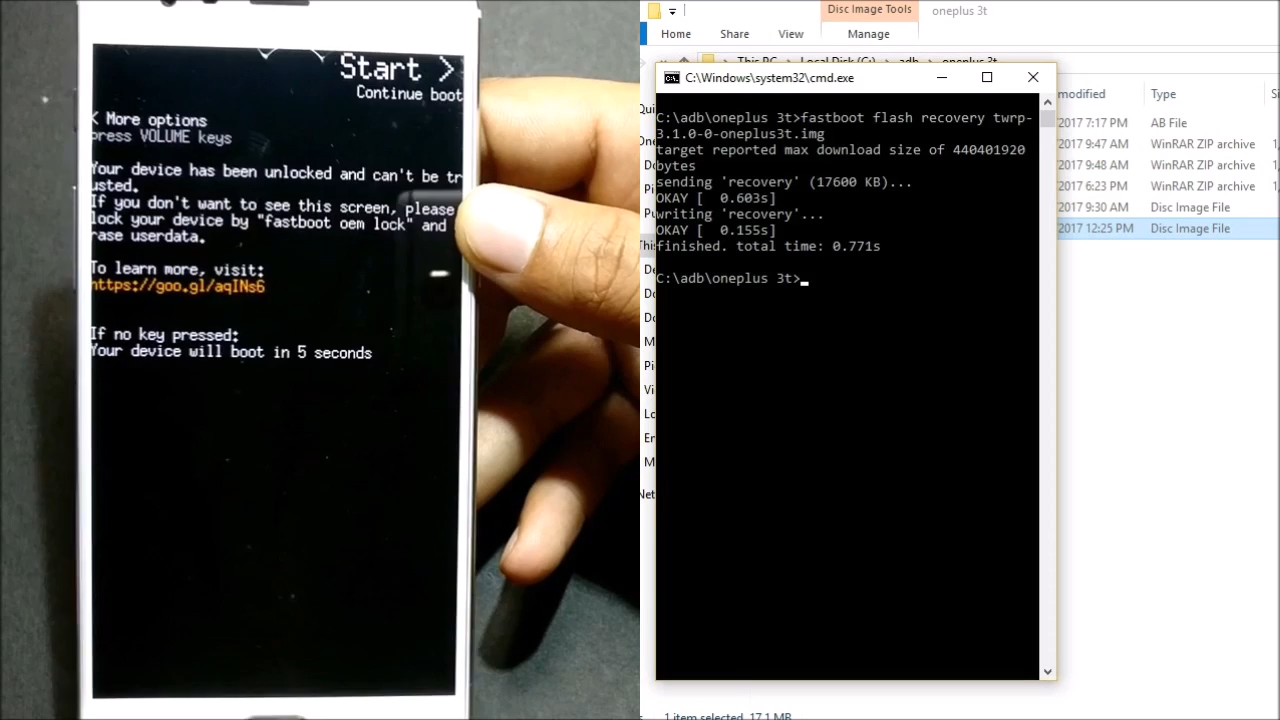 Start >
Continue boot
< More options
press VOLUME keys
Your device has been unlocked and can't be tr
usted.
If you don't want to see this screen, please
lock your device by "fastboot oem lock" and
rase userdata.
To learn more, visit:
https://goo.gl/aqINs6
If no key pressed:
Your device will boot in 5 seconds
Disc Image Tools
oneplus 3t
Home
Share
View
Manage
This PC
Local Disk (C:)
adb
oneplus 3t
C:\Windows\system32\cmd.exe
C:\adb\oneplus 3t>fastboot flash recovery twrp-
3.1.0-0-oneplus3t.img
target reported max download size of 440401920
bytes
sending 'recovery' (17600 KB)...
OKAY [  0.603s]
writing 'recovery'...
OKAY [  0.155s]
finished. total time: 0.771s
C:\adb\oneplus 3t>
modified
Type
2017 7:17 PM
AB File
2017 9:47 AM
WinRAR ZIP archive
2017 9:48 AM
WinRAR ZIP archive
2017 6:23 PM
WinRAR ZIP archive
2017 9:30 AM
Disc Image File
2017 12:25 PM
Disc Image File
1 item selected 17.1 MB